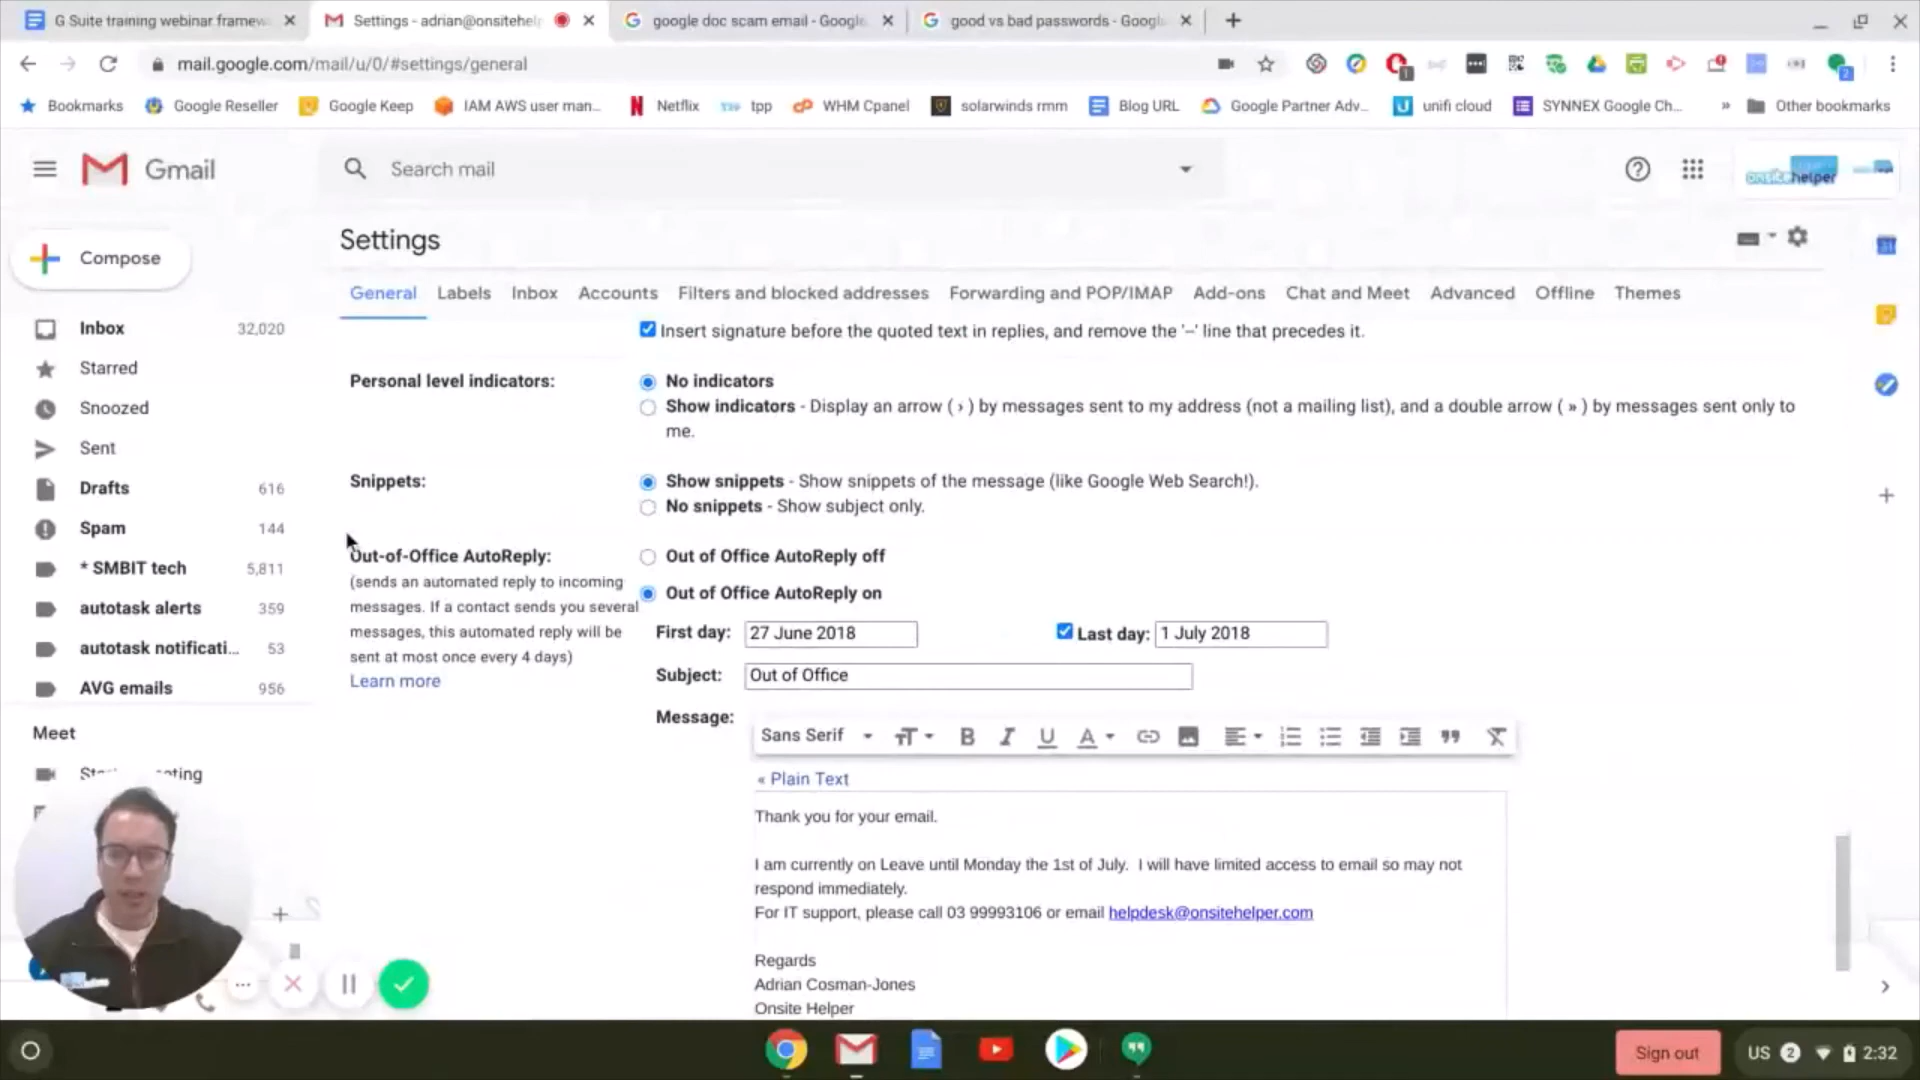 G Suite training webinar framew
Settings - adrian@onsitehelp
google doc scam email - Google
good vs bad passwords - Google
mail.google.com/mail/u/0/#settings/general
1
2
Bookmarks
Google Reseller
Google Keep
IAM AWS user man...
Netflix
tpp
WHM Cpanel
solarwinds rmm
Blog URL
Google Partner Adv...
unifi cloud
SYNNEX Google Ch...
»
Other bookmarks
Gmail
Search mail
onsitehelper
Settings
Compose
General
Labels
Inbox
Accounts
Filters and blocked addresses
Forwarding and POP/IMAP
Add-ons
Chat and Meet
Advanced
Offline
Themes
Inbox 32,020
Starred
Snoozed
Sent
Drafts 616
Spam 144
* SMBIT tech 5,811
autotask alerts 359
autotask notificati... 53
AVG emails 956
Meet
Insert signature before the quoted text in replies, and remove the '--' line that precedes it.
Personal level indicators:
No indicators
Show indicators - Display an arrow ( › ) by messages sent to my address (not a mailing list), and a double arrow ( » ) by messages sent only to
me.
Snippets:
Show snippets - Show snippets of the message (like Google Web Search!).
No snippets - Show subject only.
Out-of-Office AutoReply:
(sends an automated reply to incoming
messages. If a contact sends you several
messages, this automated reply will be
sent at most once every 4 days)
Learn more
Out of Office AutoReply off
Out of Office AutoReply on
First day: 27 June 2018
Last day: 1 July 2018
Subject: Out of Office
Message:
Sans Serif
« Plain Text
Thank you for your email.
I am currently on Leave until Monday the 1st of July. I will have limited access to email so may not
respond immediately.
For IT support, please call 03 99993106 or email helpdesk@onsitehelper.com
Regards
Adrian Cosman-Jones
Onsite Helper
Sign out
US 2 2:32